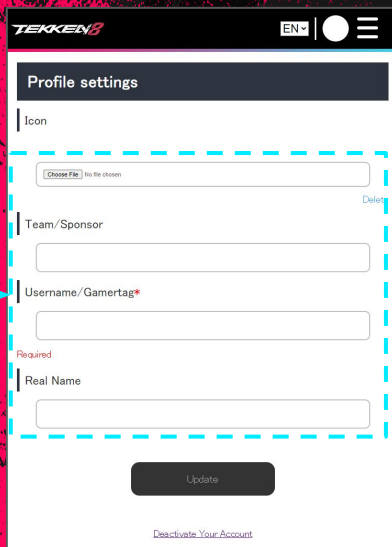 TEKKEN8
EN
Profile settings
Icon
Choose File No file chosen
Delet
Team/Sponsor
Username/Gamertag*
Required
Real Name
Update
Deactivate Your Account